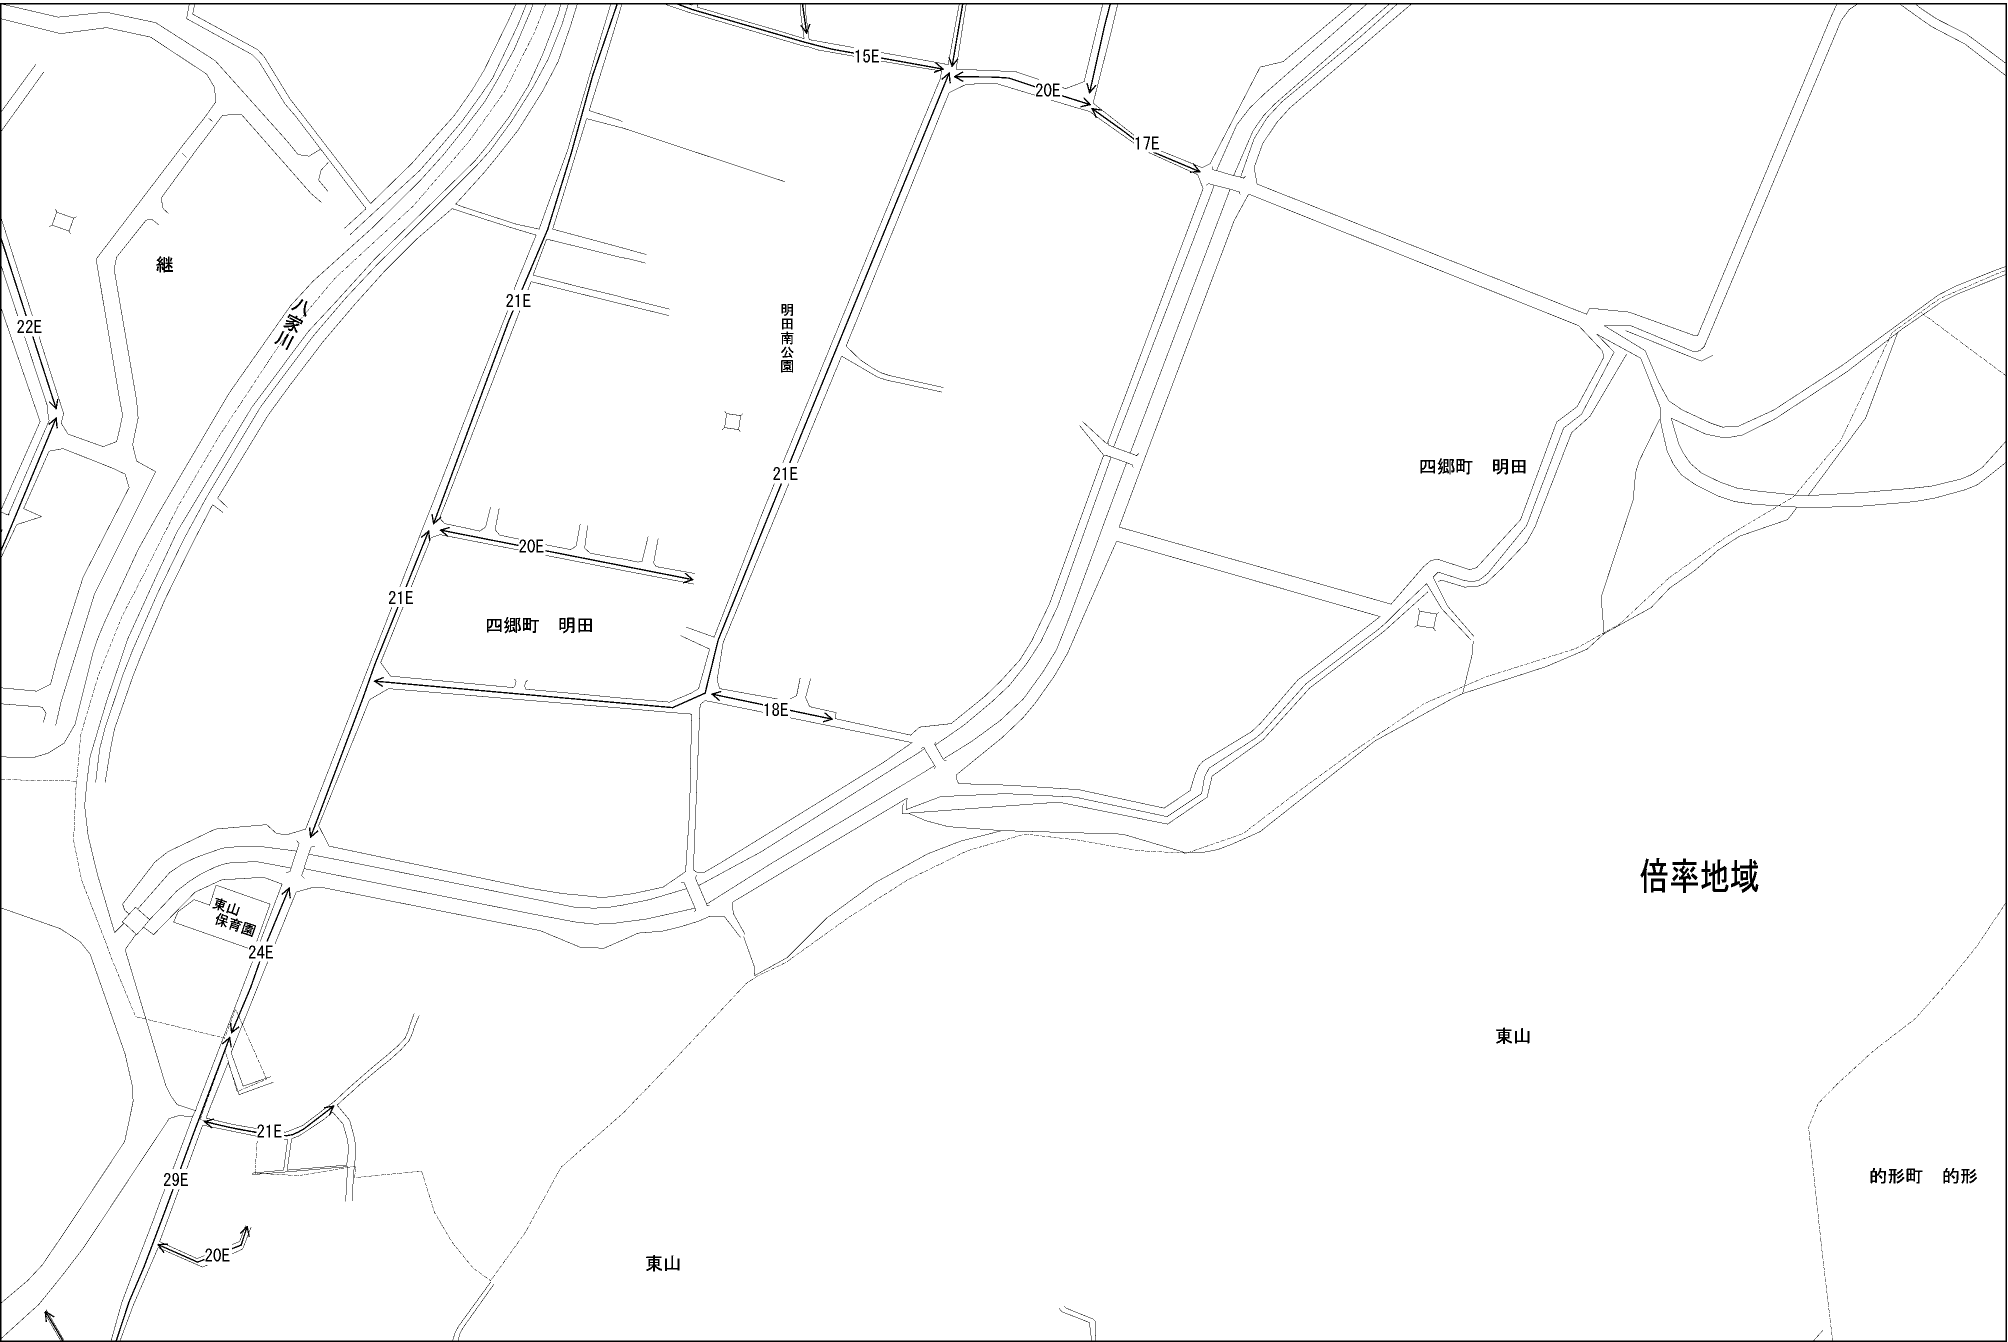 15E
20E
17E
継
八家川
21E
22E
明田南公園
四郷町　明田
21E
20E
21E
四郷町　明田
18E
倍率地域
東山
保育園
24E
東山
21E
29E
的形町　的形
20E
東山